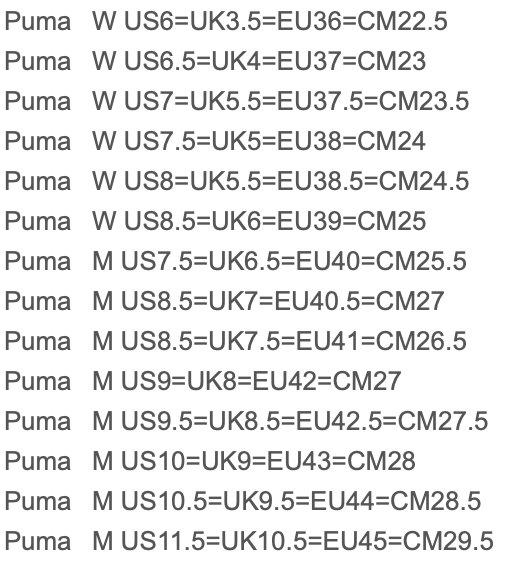 Puma W US6=UK3.5=EU36=CM22.5
Puma W US6.5=UK4=EU37=CM23
Puma W US7=UK5.5=EU37.5=CM23.5
Puma W US7.5=UK5=EU38=CM24
Puma W US8=UK5.5=EU38.5=CM24.5
Puma W US8.5=UK6=EU39=CM25
Puma M US7.5=UK6.5=EU40=CM25.5
Puma M US8.5=UK7=EU40.5=CM27
Puma M US8.5=UK7.5=EU41=CM26.5
Puma M US9=UK8=EU42=CM27
Puma M US9.5=UK8.5=EU42.5=CM27.5
Puma M US10=UK9=EU43=CM28
Puma M US10.5=UK9.5=EU44=CM28.5
Puma M US11.5=UK10.5=EU45=CM29.5